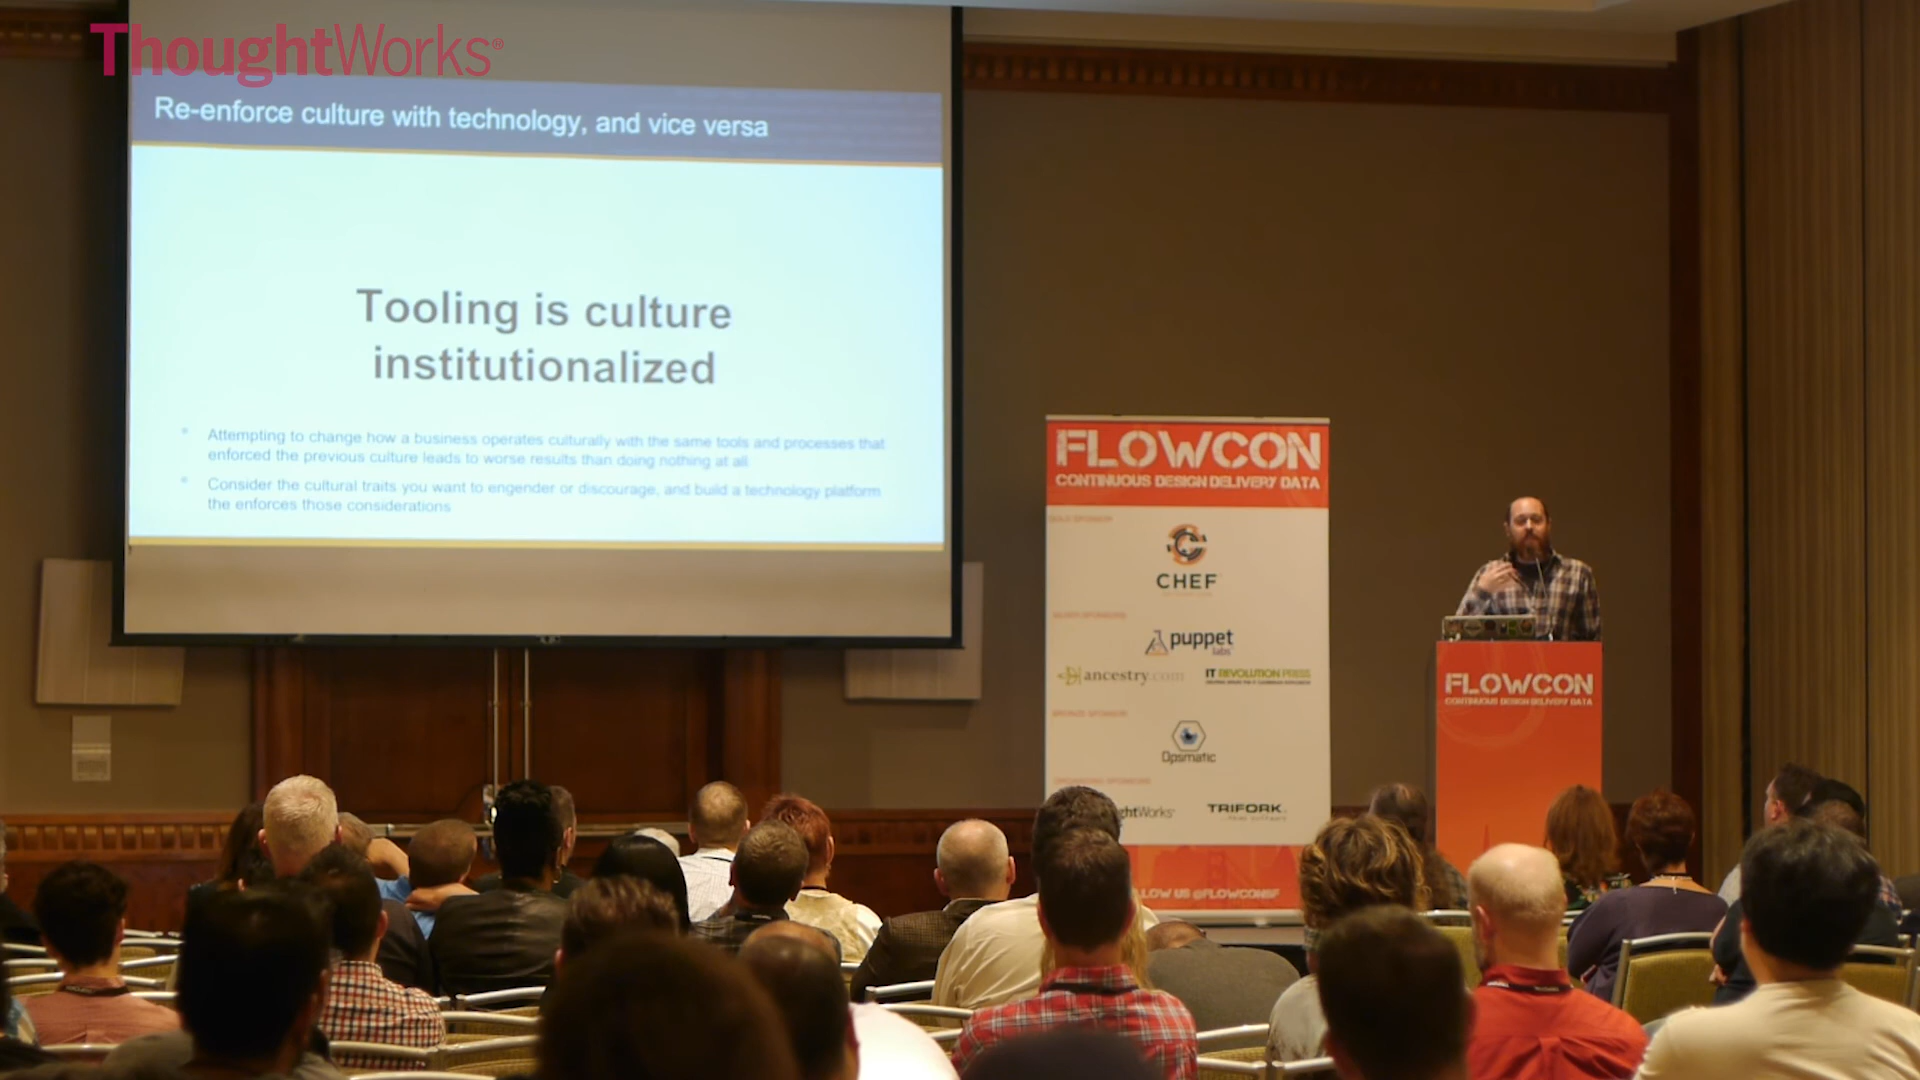 ThoughtWorks®
Re-enforce culture with technology, and vice versa
Tooling is culture
institutionalized
Attempting to change how a business operates culturally with the same tools and processes that
enforced the previous culture leads to worse results than doing nothing at all
Consider the cultural traits you want to engender or discourage, and build a technology platform
the enforces those considerations
FLOWCON
CONTINUOUS DESIGN DELIVERY DATA
CHEF
puppet
labs
ancestry.com
IT REVOLUTION PRESS
Opsmatic
ghtWorks
TRIFORK.
LLOW US @FLOWCONSF
FLOWCON
CONTINUOUS DESIGN DELIVERY DATA